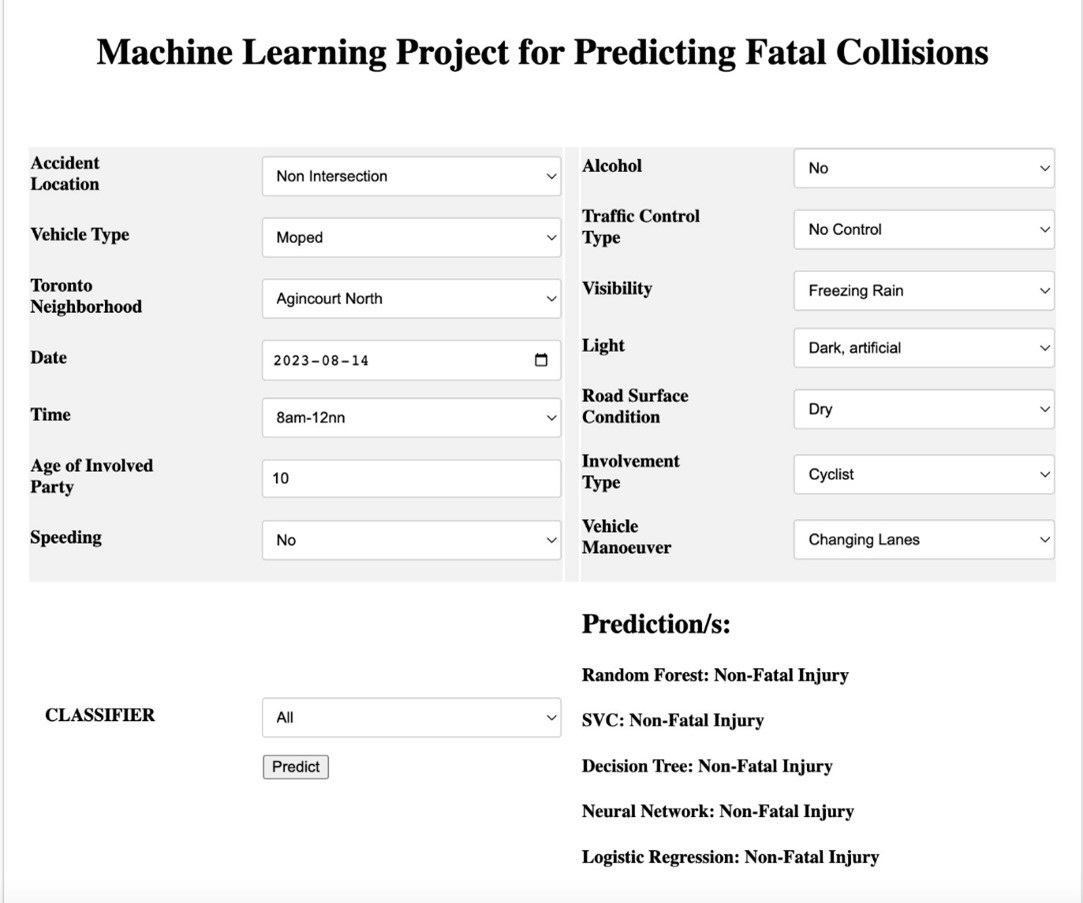 Machine Learning Project for Predicting Fatal Collisions
Accident
Location
Non Intersection
Vehicle Type
Moped
Toronto
Neighborhood
Agincourt North
Date
2023-08-14
Time
8am-12nn
Age of Involved
Party
10
Speeding
No
Alcohol
No
Traffic Control
Type
No Control
Visibility
Freezing Rain
Light
Dark, artificial
Road Surface
Condition
Dry
Involvement
Type
Cyclist
Vehicle
Manoeuver
Changing Lanes
CLASSIFIER
All
Predict
Prediction/s:
Random Forest: Non-Fatal Injury
SVC: Non-Fatal Injury
Decision Tree: Non-Fatal Injury
Neural Network: Non-Fatal Injury
Logistic Regression: Non-Fatal Injury